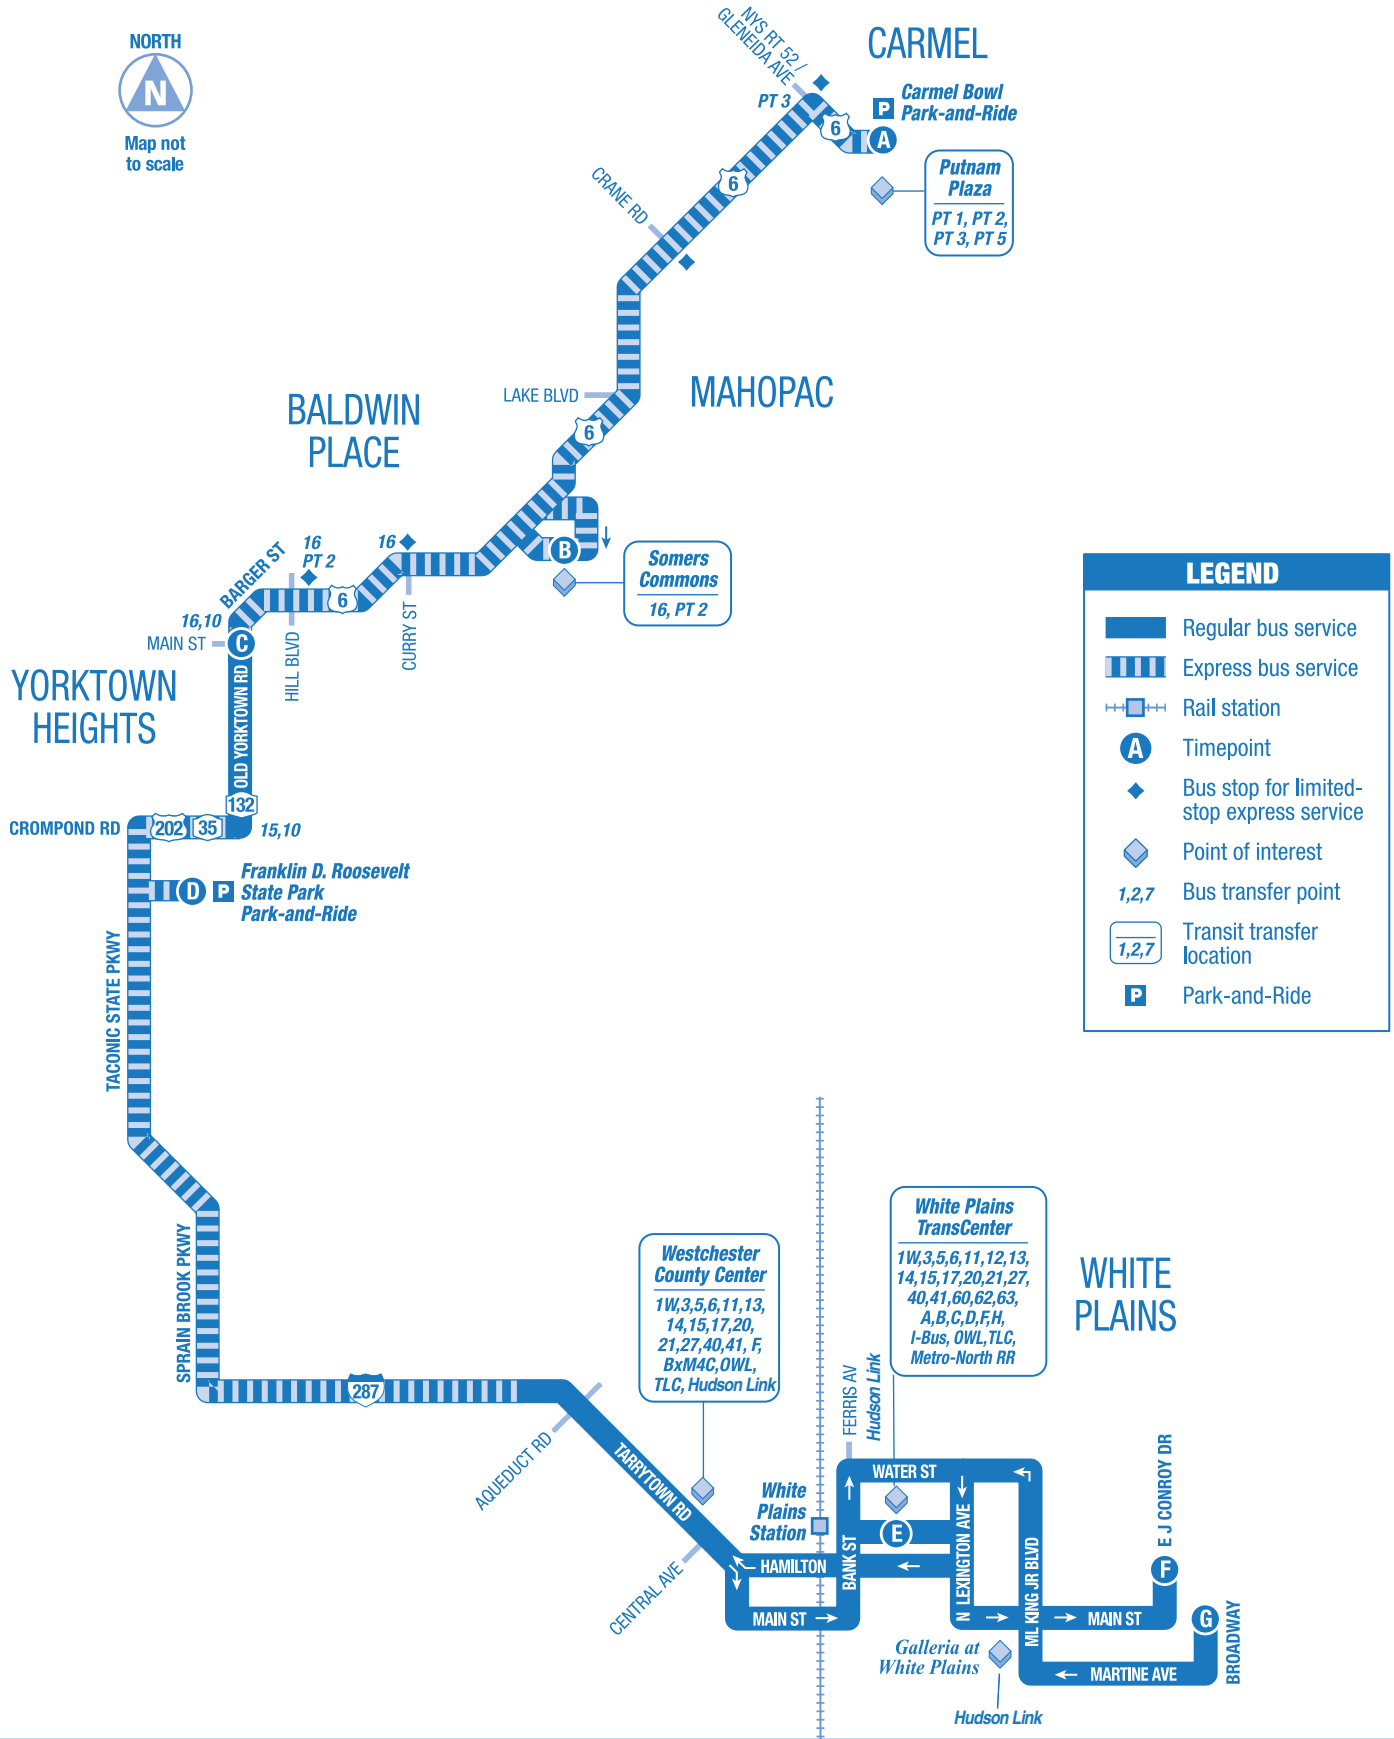 NORTH
N
Map not
to scale
NYS RT 52 /
GLENEIDA AVE
CARMEL
PT 3
P
Carmel Bowl
Park-and-Ride
6
A
Putnam
Plaza
PT 1, PT 2,
PT 3, PT 5
6
CRANE RD
LAKE BLVD
MAHOPAC
6
BALDWIN
PLACE
B
Somers
Commons
16, PT 2
16
16
PT 2
BARGER ST
6
CURRY ST
HILL BLVD
16,10
MAIN ST
C
YORKTOWN
HEIGHTS
OLD YORKTOWN RD
132
CROMPOND RD
202
35
15,10
D
P
Franklin D. Roosevelt
State Park
Park-and-Ride
TACONIC STATE PKWY
SPRAIN BROOK PKWY
287
AQUEDUCT RD
TARRYTOWN RD
CENTRAL AVE
Westchester
County Center
1W,3,5,6,11,13,
14,15,17,20,
21,27,40,41, F,
BxM4C,OWL,
TLC, Hudson Link
White Plains
TransCenter
1W,3,5,6,11,12,13,
14,15,17,20,21,27,
40,41,60,62,63,
A,B,C,D,F,H,
I-Bus, OWL,TLC,
Metro-North RR
WHITE
PLAINS
FERRIS AV
Hudson Link
White
Plains
Station
WATER ST
E
HAMILTON
MAIN ST
BANK ST
N LEXINGTON AVE
ML KING JR BLVD
MAIN ST
E J CONROY DR
F
G
BROADWAY
MARTINE AVE
Galleria at
White Plains
Hudson Link
LEGEND
Regular bus service
Express bus service
Rail station
A
Timepoint
Bus stop for limited-
stop express service
Point of interest
1,2,7
Bus transfer point
1,2,7
Transit transfer
location
P
Park-and-Ride